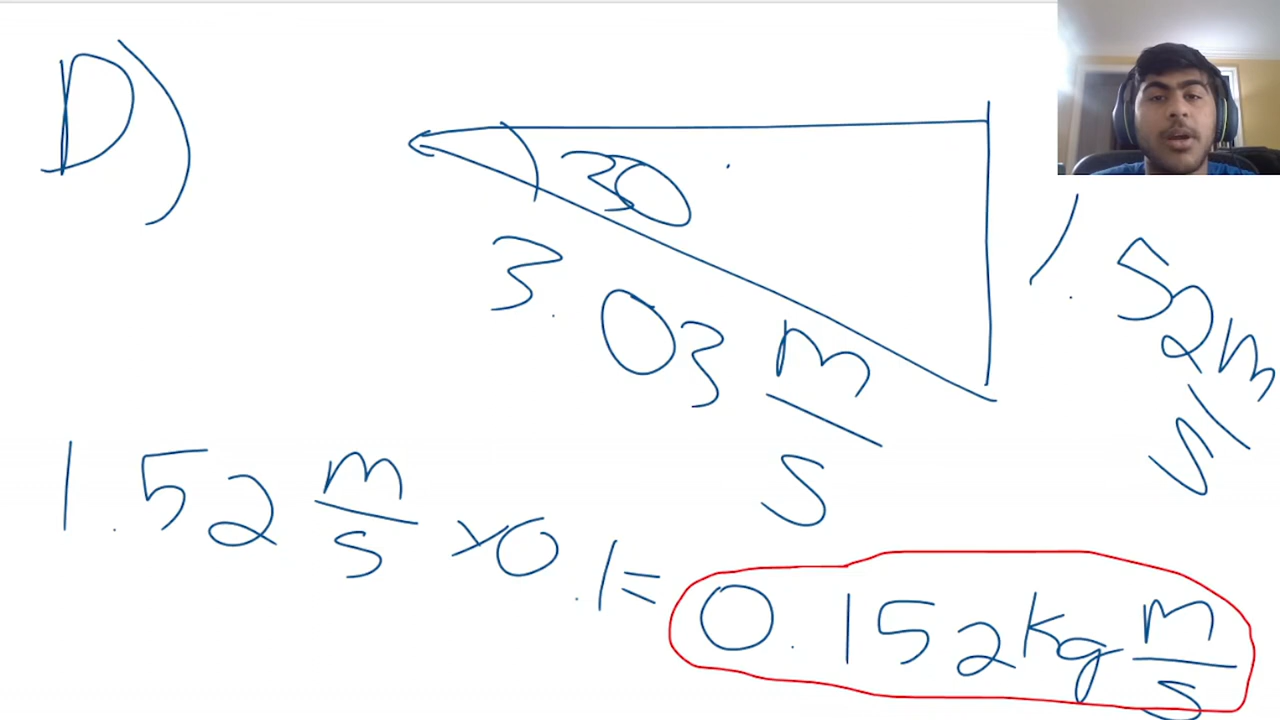 D)
30
3.03 m/s
1.52 m/s
1.52 m/s x 0.1 = 0.152 kg m/s